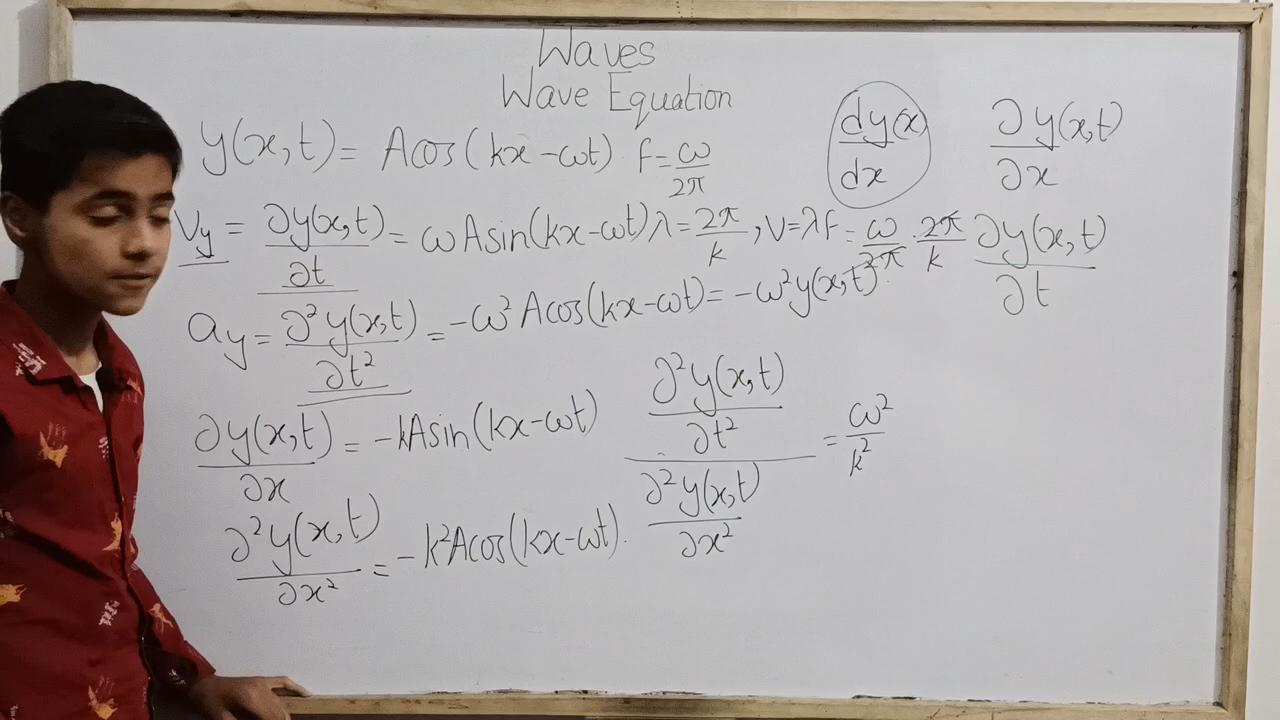 Waves
Wave Equation
y(x,t) = Acos(kx-ωt) . f = ω/2π
dy(x)/dx
∂y(x,t)/∂x
Vy = ∂y(x,t)/∂t = ωAsin(kx-ωt) λ = 2π/k , V = λf = ω/2π . 2π/k
∂y(x,t)/∂t
ay = ∂²y(x,t)/∂t² = -ω²Acos(kx-ωt) = -ω²y(x,t)
∂y(x,t)/∂x = -kAsin(kx-ωt)
∂²y(x,t)/∂t² / ∂²y(x,t)/∂x² = ω²/k²
∂²y(x,t)/∂x² = -k²Acos(kx-ωt).